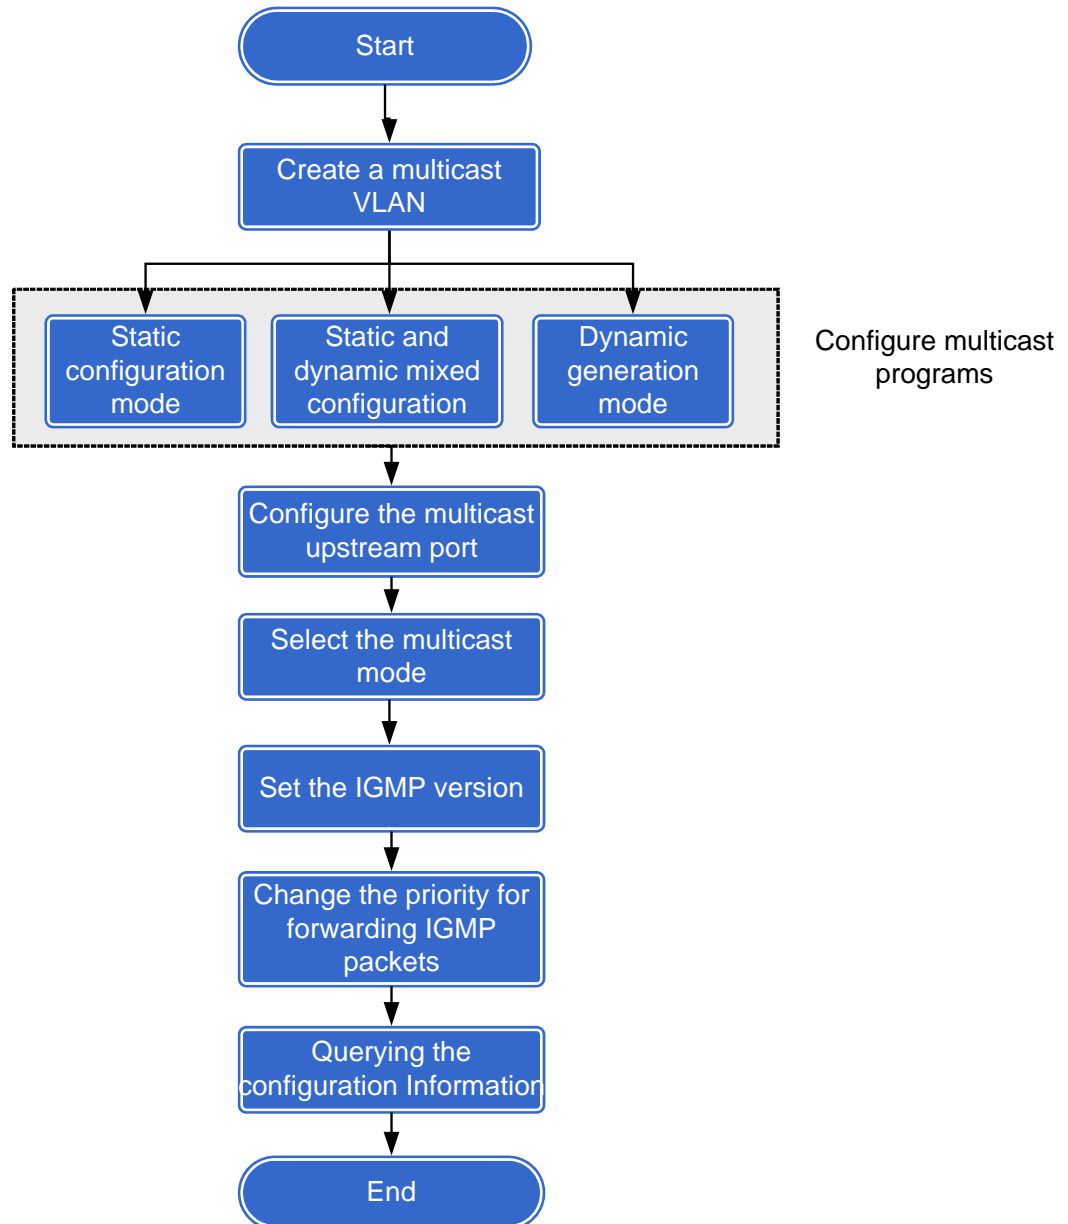 Start
Create a multicast
VLAN
Static
configuration
mode
Static and
dynamic mixed
configuration
Dynamic
generation
mode
Configure multicast
programs
Configure the multicast
upstream port
Select the multicast
mode
Set the IGMP version
Change the priority for
forwarding IGMP
packets
Querying the
configuration Information
End